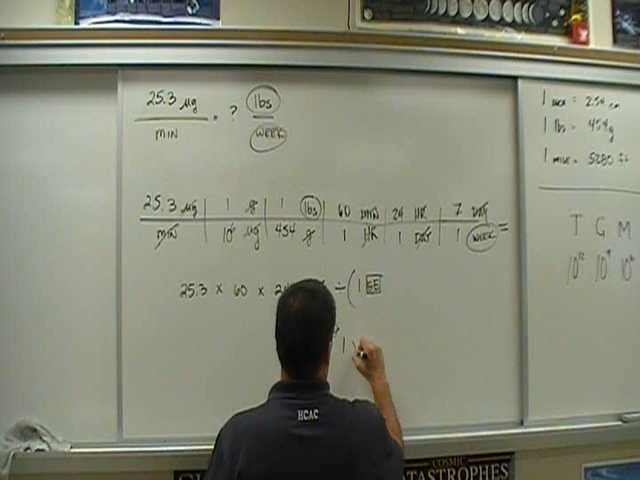 25.3 µg = ? lbs
MIN WEEK
25.3 µg | 1 g | 1 lbs | 60 MIN | 24 HR | 7 DAY =
MIN | 10⁶ µg | 454 g | 1 HR | 1 DAY | 1 WEEK
25.3 × 60 × ÷ ( 1 EE
1
1 INCH = 2.54 cm
1 lbs = 454 g
1 MILE = 5280 ft
T G M
10¹² 10⁹ 10⁶
HCAC
COSMIC
CATASTROPHES